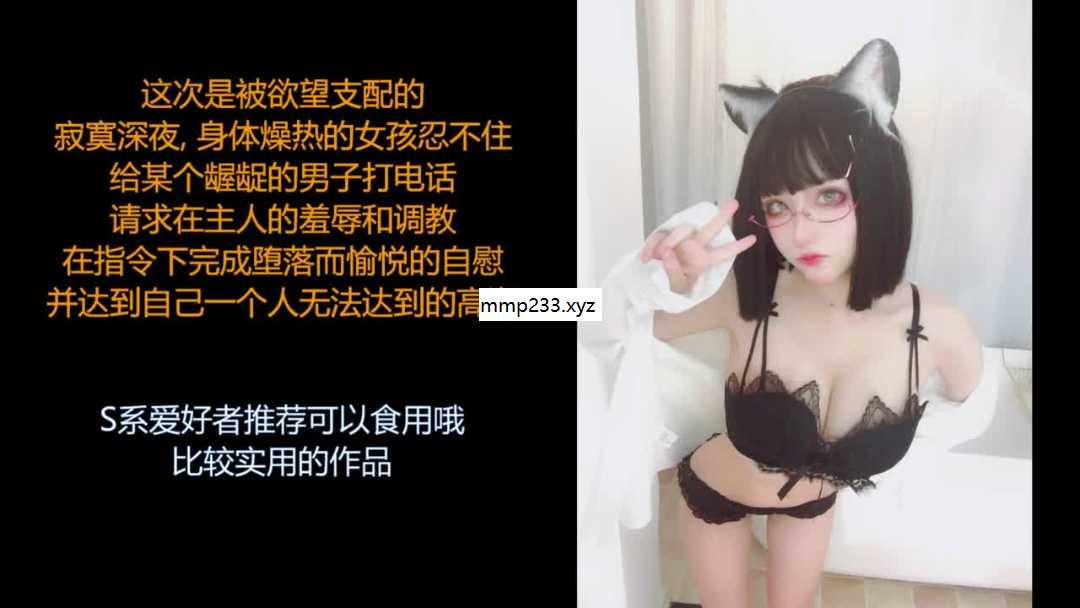 这次是被欲望支配的
寂寞深夜, 身体燥热的女孩忍不住
给某个龌龊的男子打电话
请求在主人的羞辱和调教
在指令下完成堕落而愉悦的自慰
并达到自己一个人无法达到的高
mmp233.xyz
S系爱好者推荐可以食用哦
比较实用的作品